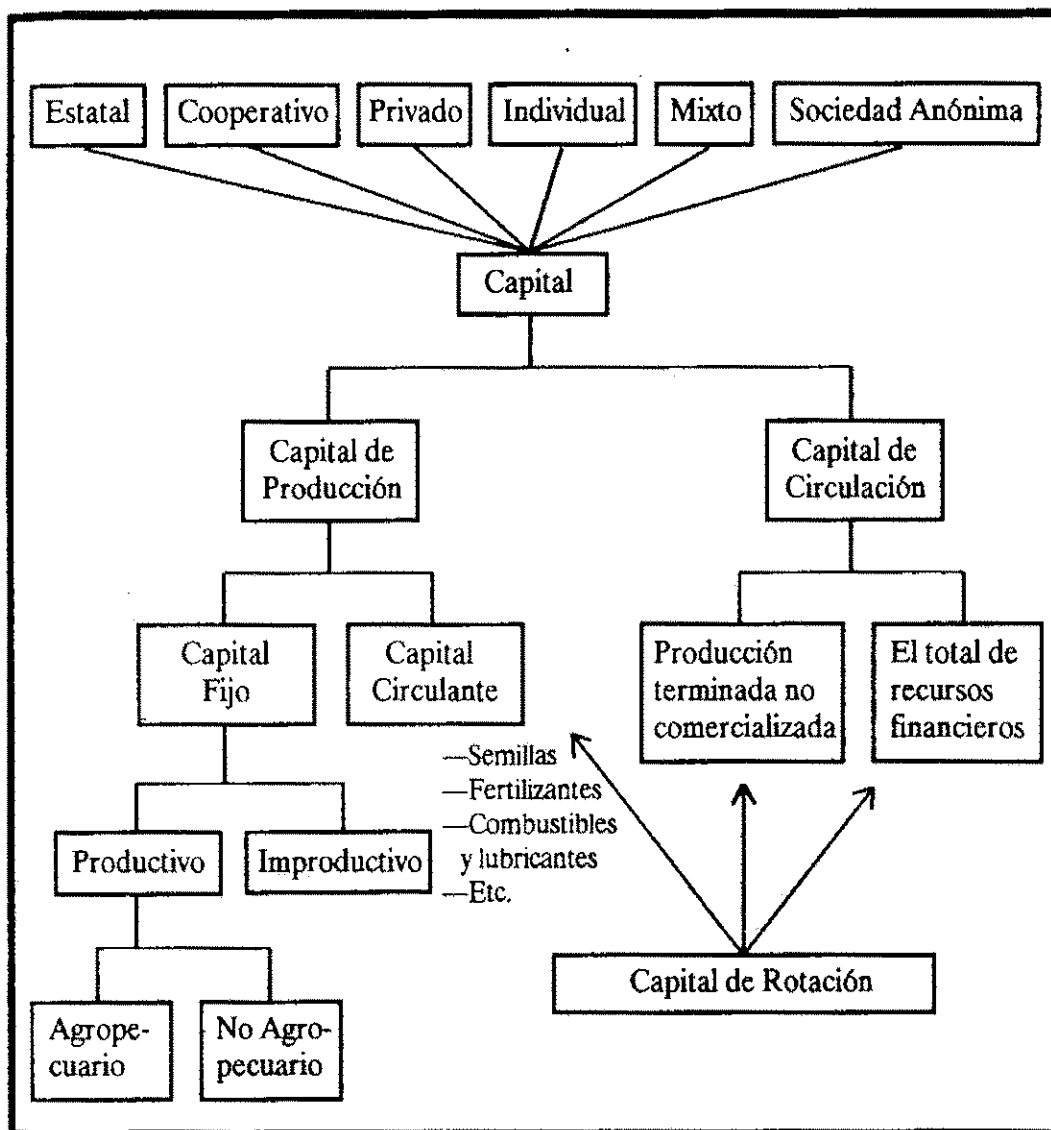 Estatal
Cooperativo
Privado
Individual
Mixto
Sociedad Anónima
Capital
Capital de
Producción
Capital de
Circulación
Capital
Fijo
Capital
Circulante
Producción
terminada no
comercializada
El total de
recursos
financieros
—Semillas
—Fertilizantes
—Combustibles
y lubricantes
—Etc.
Productivo
Improductivo
Agrope-
cuario
No Agro-
pecuario
Capital de Rotación